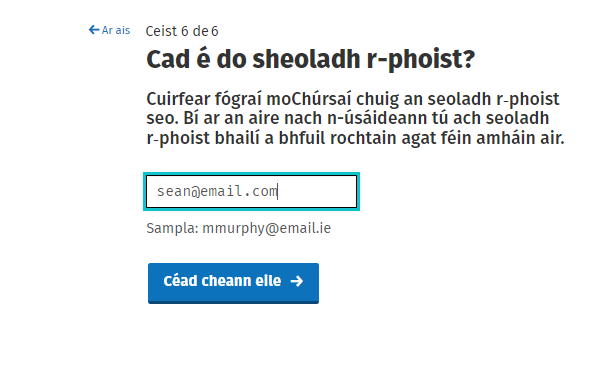 Ar ais
Ceist 6 de 6
Cad é do sheoladh r-phoist?
Cuirfear fógraí moChúrsaí chuig an seoladh r-phoist
seo. Bí ar an aire nach n-úsáideann tú ach seoladh
r-phoist bhailí a bhfuil rochtain agat féin amháin air.
sean@email.com
Sampla: mmurphy@email.ie
Céad cheann eile →